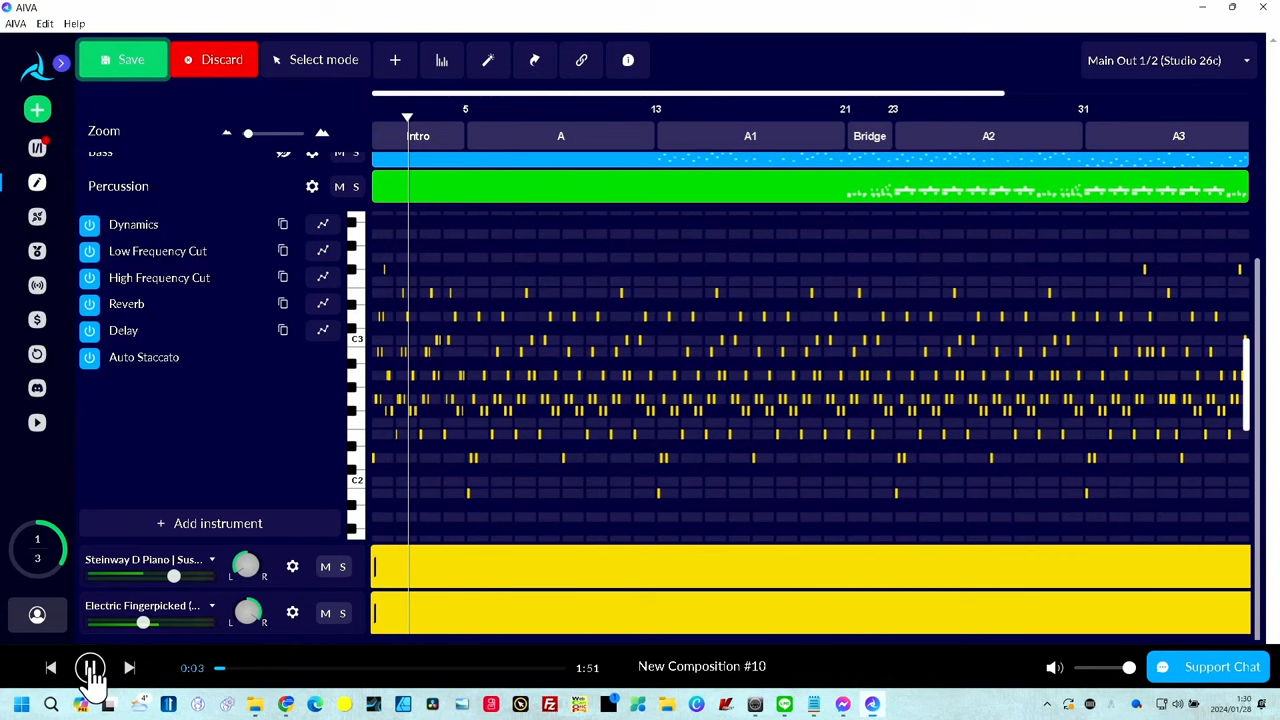 AIVA
AIVA Edit Help
Save Discard Select mode Main Out 1/2 (Studio 26c)
5 13 21 23 31
Zoom
Intro A A1 Bridge A2 A3
Bass M S
Percussion M S
Dynamics
Low Frequency Cut
High Frequency Cut
Reverb
C3
Delay
Auto Staccato
C2
+ Add instrument
1
3
Steinway D Piano | Sus... L R M S
Electric Fingerpicked (... L R M S
0:03 1:51 New Composition #10 Support Chat
1:30
2024/01/28